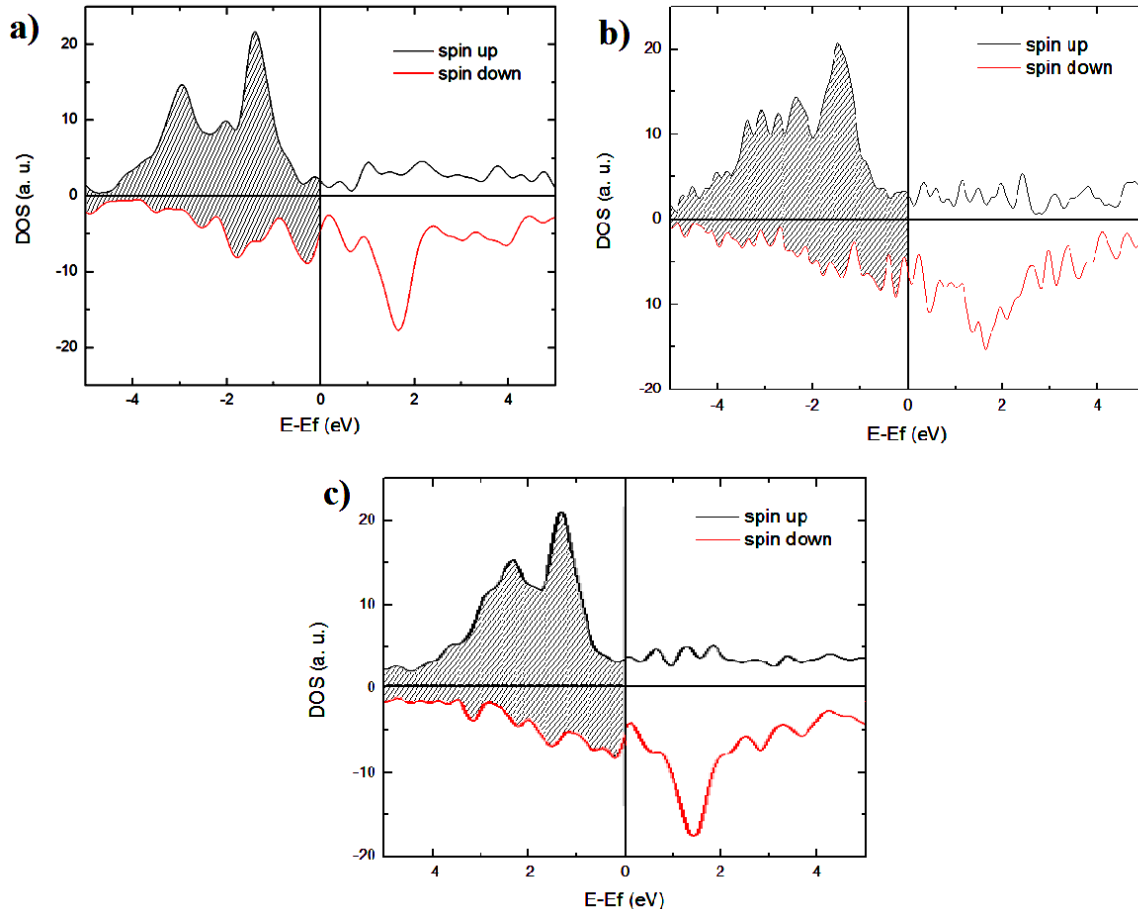 a)
20
10
0
-10
-20
DOS (a. u.)
spin up
spin down
-4 -2 0 2 4
E-Ef (eV)
b)
20
10
0
10
-20
DOS (a. u.)
spin up
spin down
-4 -2 0 2 4
E-Ef (eV)
c)
20
10
0
-10
-20
DOS (a. u.)
spin up
spin down
4 2 0 2 4
E-Ef (eV)